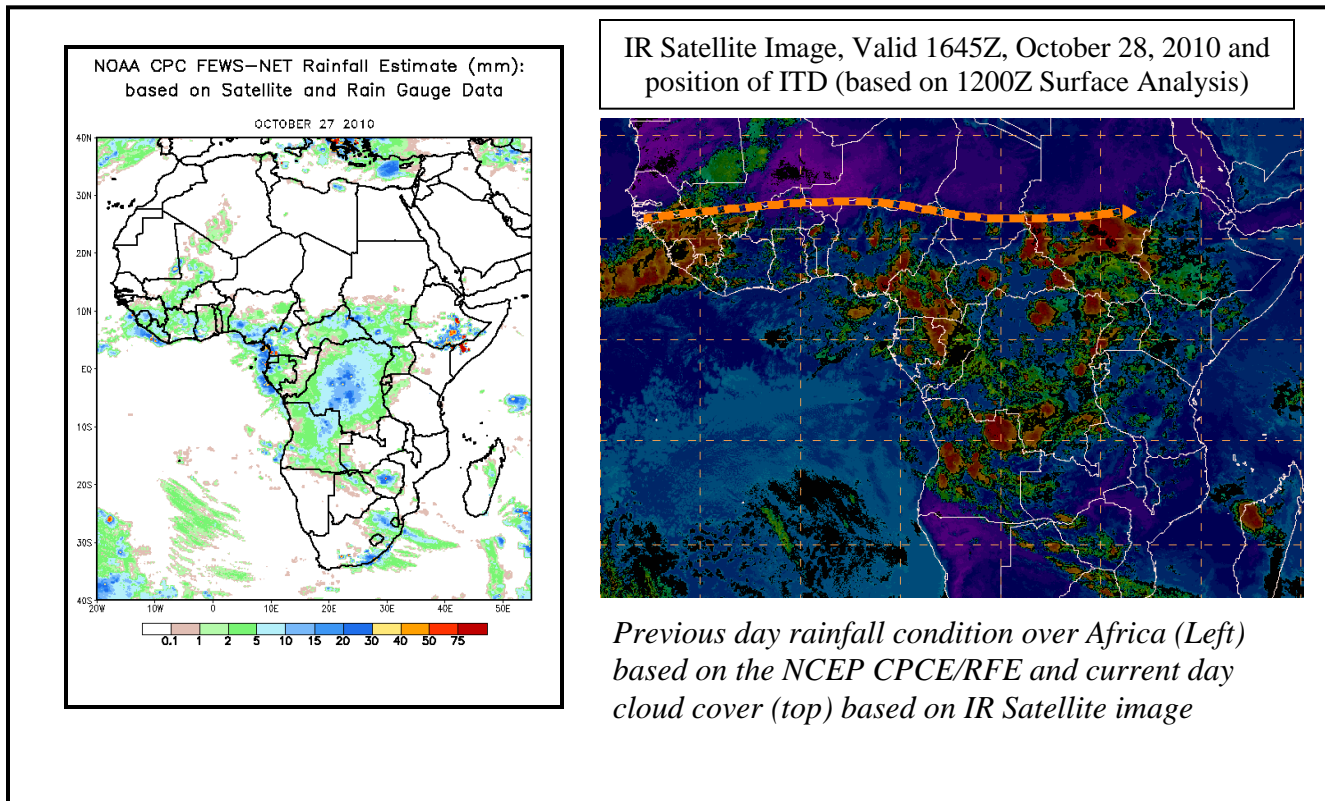 NOAA CPC FEWS-NET Rainfall Estimate (mm):
based on Satellite and Rain Gauge Data
OCTOBER 27 2010
40N
30N
20N
10N
EQ
10S
20S
30S
40S
20W 10W 0 10E 20E 30E 40E 50E
0.1 1 2 5 10 15 20 30 40 50 75
IR Satellite Image, Valid 1645Z, October 28, 2010 and
position of ITD (based on 1200Z Surface Analysis)
Previous day rainfall condition over Africa (Left)
based on the NCEP CPCE/RFE and current day
cloud cover (top) based on IR Satellite image